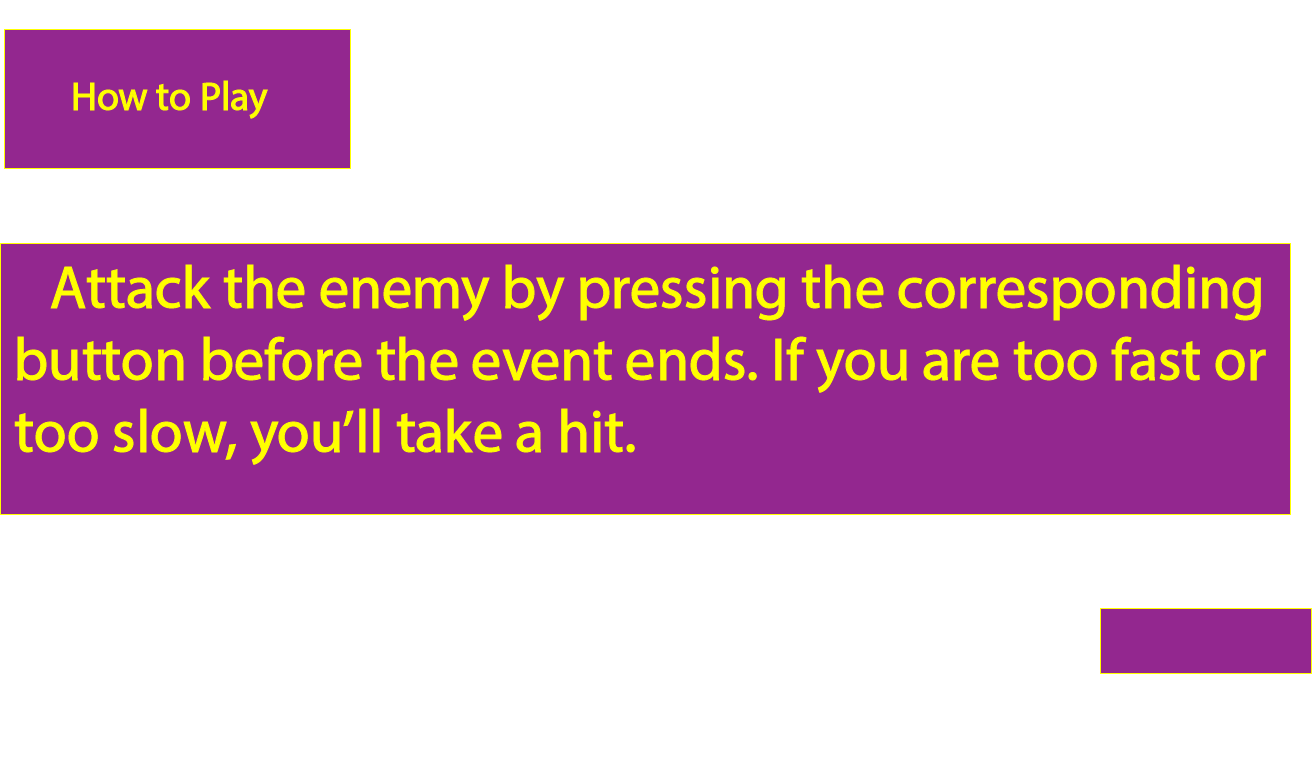 How to Play
Attack the enemy by pressing the corresponding
button before the event ends. If you are too fast or
too slow, you’ll take a hit.